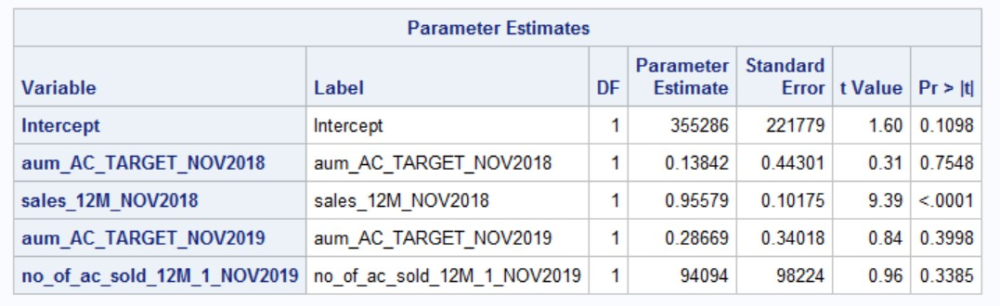 Parameter Estimates
Variable Label DF Parameter Estimate Standard Error t Value Pr > |t|
Intercept Intercept 1 355286 221779 1.60 0.1098
aum_AC_TARGET_NOV2018 aum_AC_TARGET_NOV2018 1 0.13842 0.44301 0.31 0.7548
sales_12M_NOV2018 sales_12M_NOV2018 1 0.95579 0.10175 9.39 <.0001
aum_AC_TARGET_NOV2019 aum_AC_TARGET_NOV2019 1 0.28669 0.34018 0.84 0.3998
no_of_ac_sold_12M_1_NOV2019 no_of_ac_sold_12M_1_NOV2019 1 94094 98224 0.96 0.3385